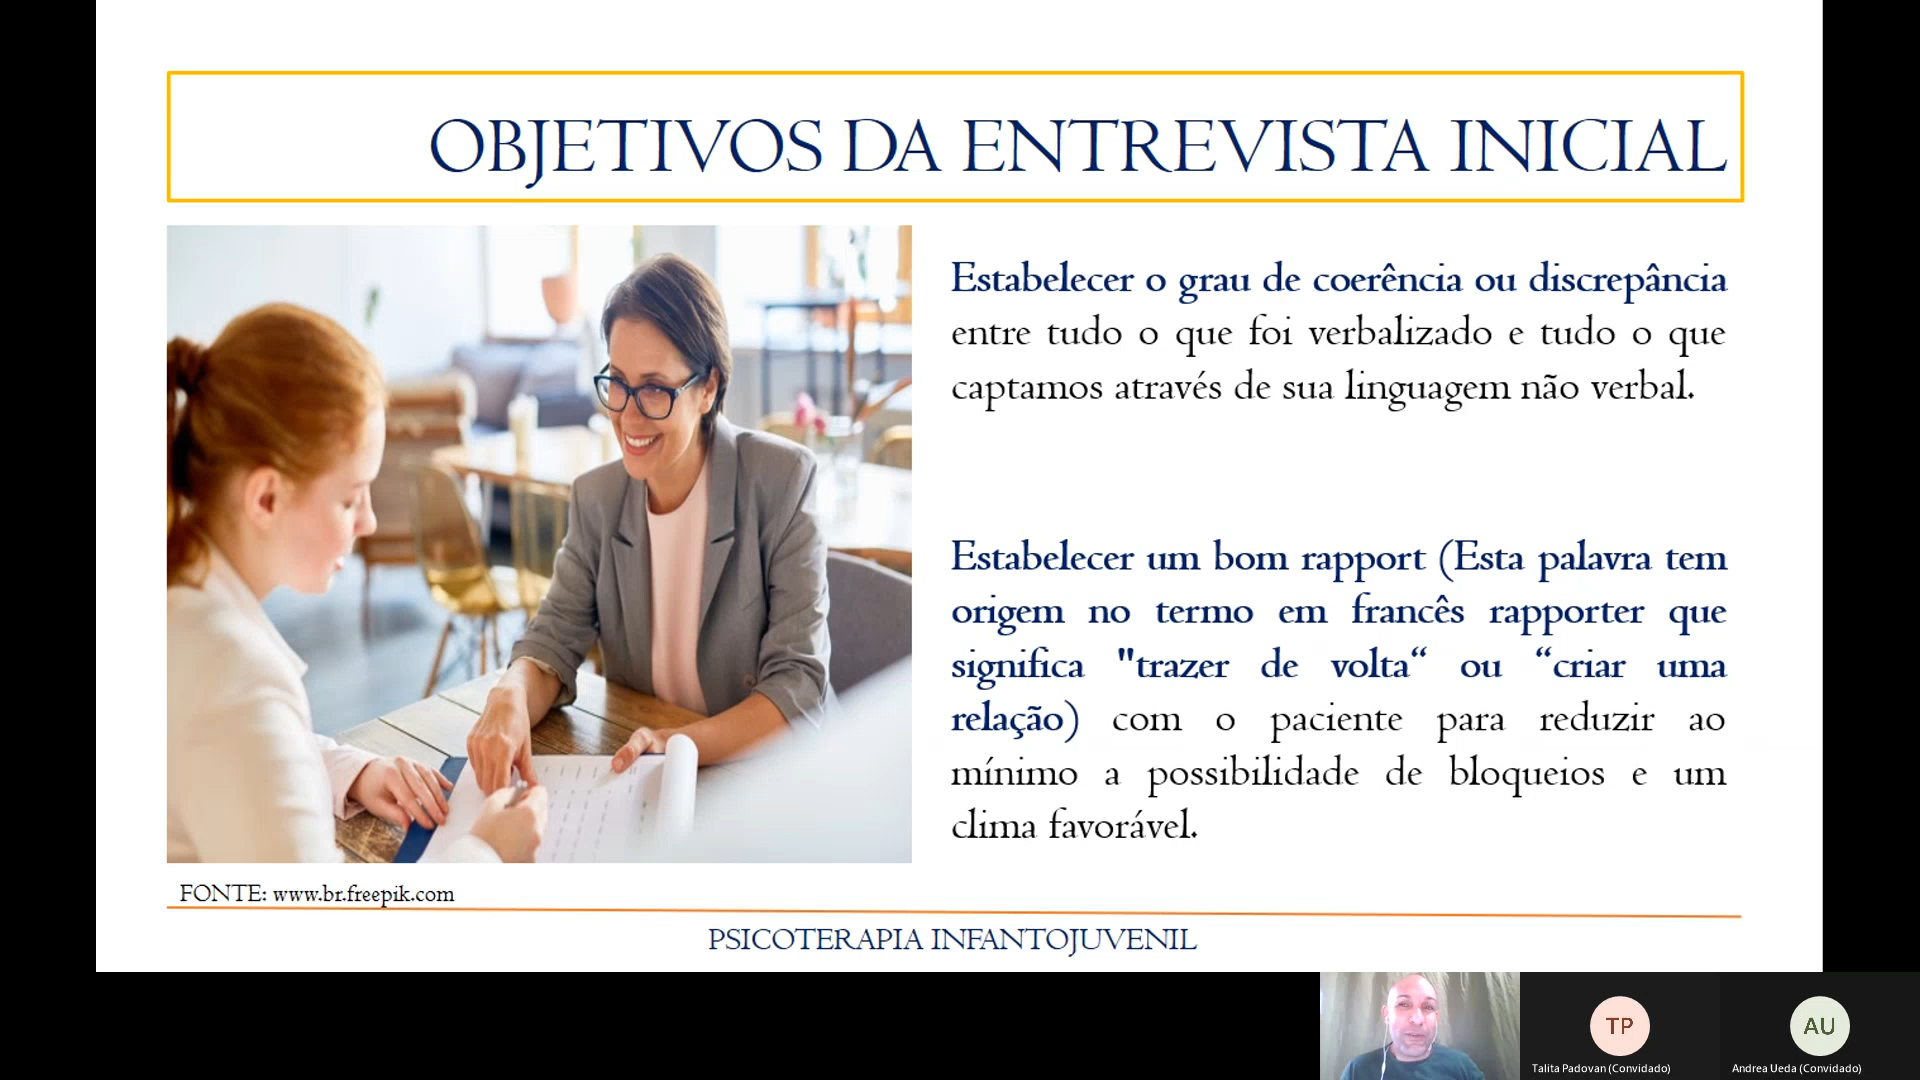 OBJETIVOS DA ENTREVISTA INICIAL
Estabelecer o grau de coerência ou discrepância
entre tudo o que foi verbalizado e tudo o que
captamos através de sua linguagem não verbal.
Estabelecer um bom rapport (Esta palavra tem
origem no termo em francês rapporter que
significa "trazer de volta“ ou “criar uma
relação) com o paciente para reduzir ao
mínimo a possibilidade de bloqueios e um
clima favorável.
FONTE: www.br.freepik.com
PSICOTERAPIA INFANTOJUVENIL
TP
Talita Padovan (Convidado)
AU
Andrea Ueda (Convidado)